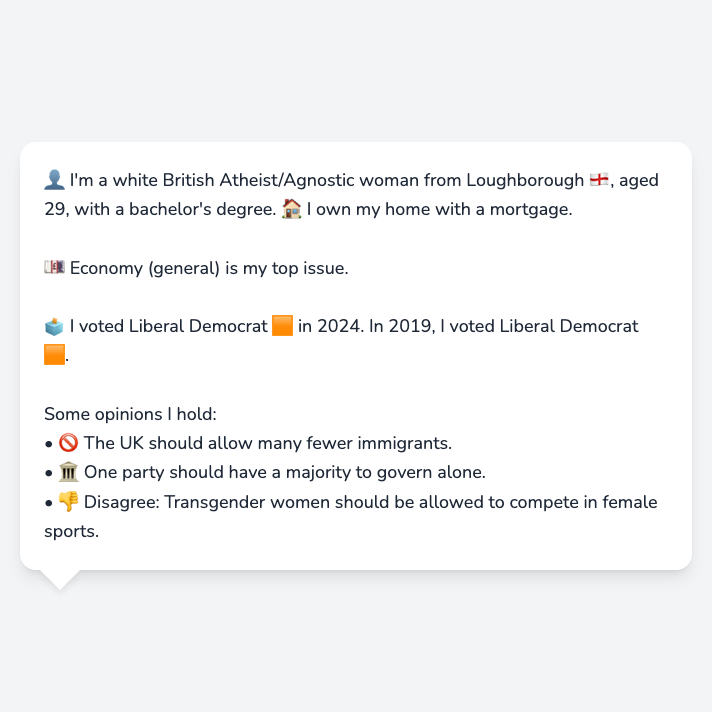 👤 I'm a white British Atheist/Agnostic woman from Loughborough 🏴󠁧󠁢󠁥󠁮󠁧󠁿, aged
29, with a bachelor's degree. 🏠 I own my home with a mortgage.
💷 Economy (general) is my top issue.
🗳️ I voted Liberal Democrat 🟧 in 2024. In 2019, I voted Liberal Democrat
🟧.
Some opinions I hold:
• 🚫 The UK should allow many fewer immigrants.
• 🏛️ One party should have a majority to govern alone.
• 👎 Disagree: Transgender women should be allowed to compete in female
sports.